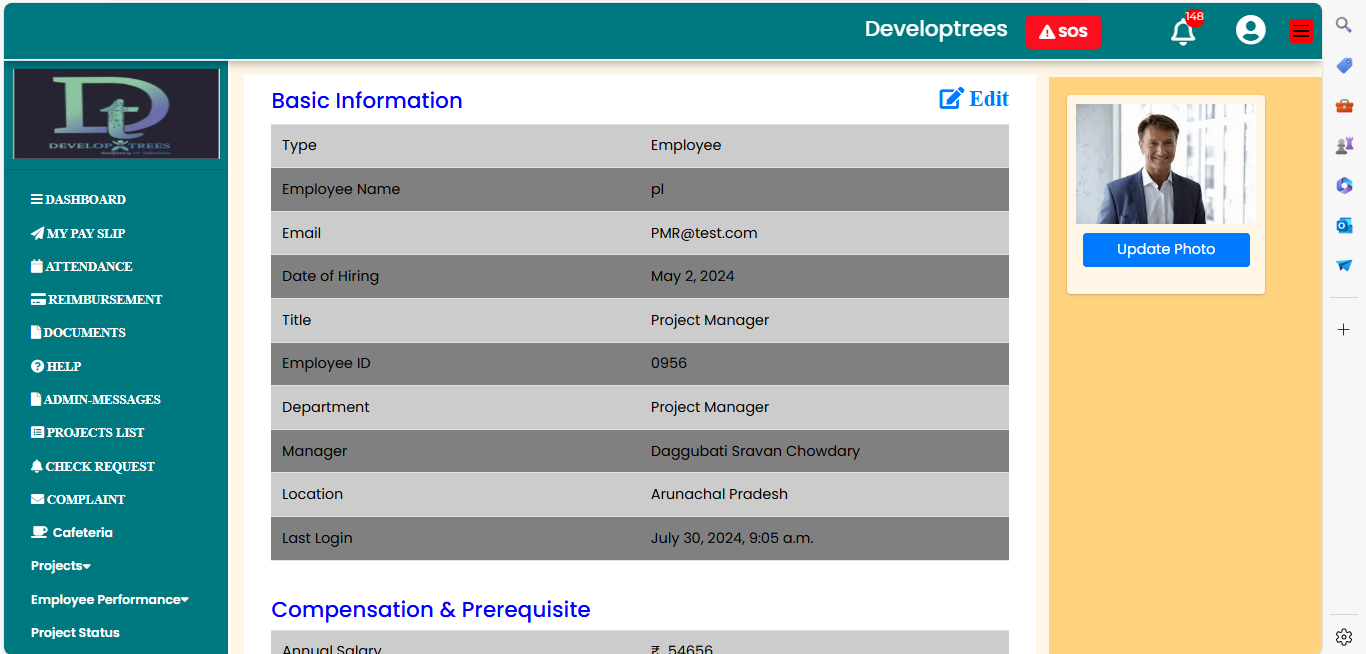 Developtrees
SOS
148
Dt
DEVELOP TREES
DASHBOARD
MY PAY SLIP
ATTENDANCE
REIMBURSEMENT
DOCUMENTS
HELP
ADMIN-MESSAGES
PROJECTS LIST
CHECK REQUEST
COMPLAINT
Cafeteria
Projects
Employee Performance
Project Status
Basic Information
Edit
Type Employee
Employee Name pl
Email PMR@test.com
Date of Hiring May 2, 2024
Title Project Manager
Employee ID 0956
Department Project Manager
Manager Daggubati Sravan Chowdary
Location Arunachal Pradesh
Last Login July 30, 2024, 9:05 a.m.
Compensation & Prerequisite
Annual Salary ₹ 54656
Update Photo